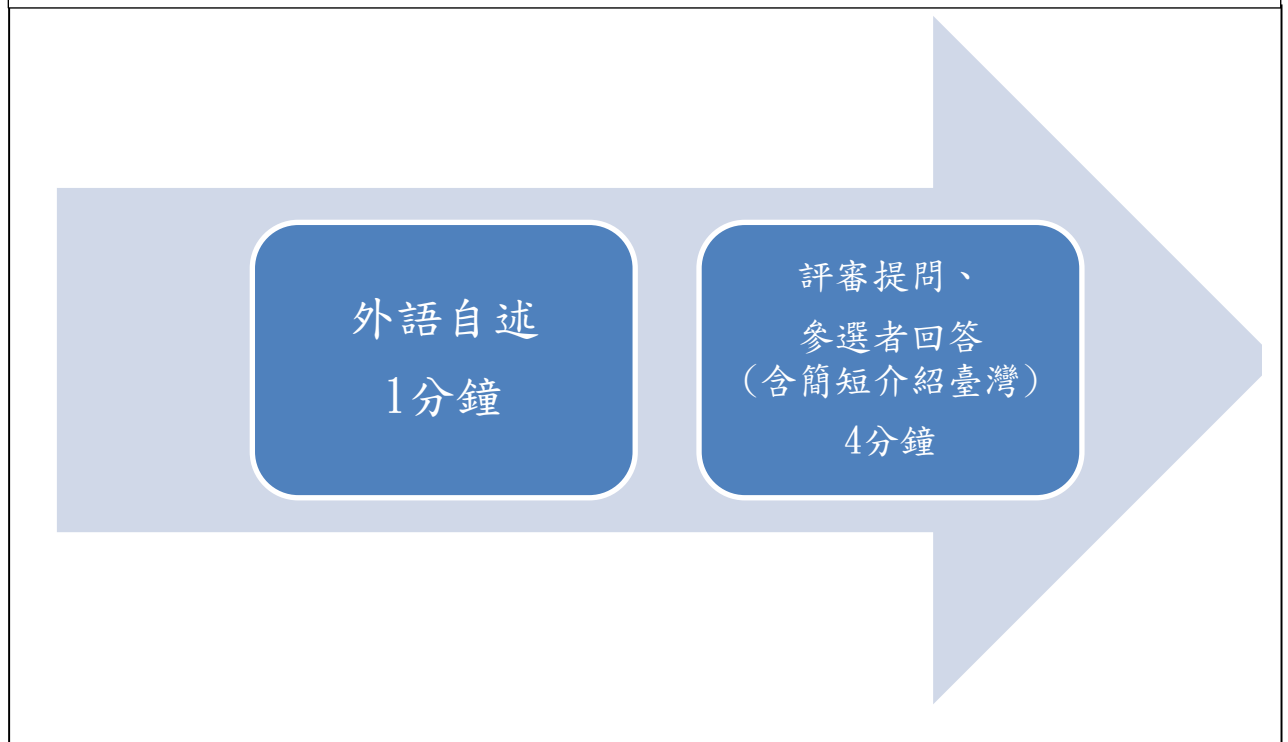 外語自述
1分鐘
評審提問、
參選者回答
（含簡短介紹臺灣）
4分鐘